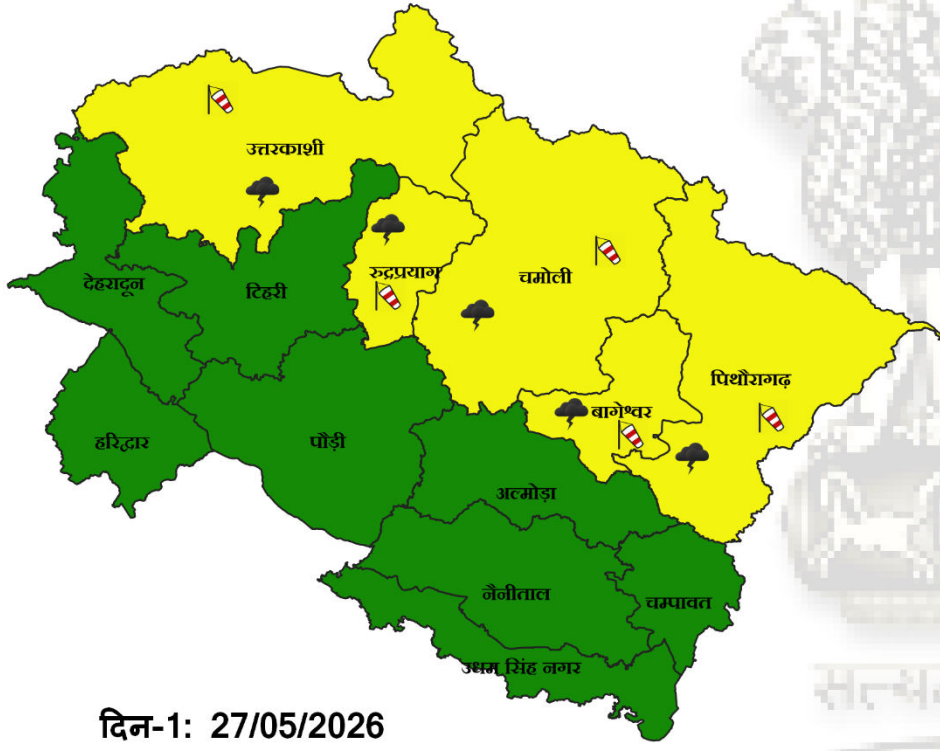 उत्तरकाशी
देहरादून
टिहरी
रुद्रप्रयाग
चमोली
पिथौरागढ़
बागेश्वर
हरिद्वार
पौड़ी
अल्मोड़ा
नैनीताल
चम्पावत
उधम सिंह नगर
दिन-1: 27/05/2026